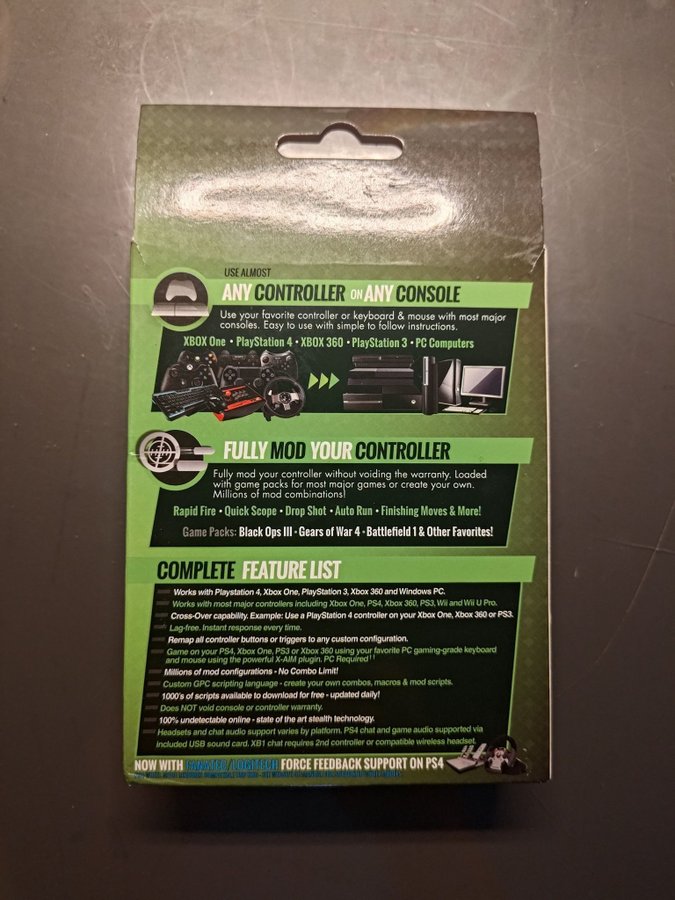 USE ALMOST
ANY CONTROLLER ON ANY CONSOLE
Use your favorite controller or keyboard & mouse with most major
consoles. Easy to use with simple to follow instructions.
XBOX One • PlayStation 4 • XBOX 360 • PlayStation 3 • PC Computers
FULLY MOD YOUR CONTROLLER
Fully mod your controller without voiding the warranty. Loaded
with game packs for most major games or create your own.
Millions of mod combinations!
Rapid Fire • Quick Scope • Drop Shot • Auto Run • Finishing Moves & More!
Game Packs: Black Ops III • Gears of War 4 • Battlefield 1 & Other Favorites!
COMPLETE FEATURE LIST
Works with Playstation 4, Xbox One, PlayStation 3, Xbox 360 and Windows PC.
Works with most major controllers including Xbox One, PS4, Xbox 360, PS3, Wii and Wii U Pro.
Cross-Over capability. Example: Use a PlayStation 4 controller on your Xbox One, Xbox 360 or PS3.
Lag-free. Instant response every time.
Remap all controller buttons or triggers to any custom configuration.
Game on your PS4, Xbox One, PS3 or Xbox 360 using your favorite PC gaming-grade keyboard
and mouse using the powerful X-AIM plugin. PC Required¹¹
Millions of mod configurations - No Combo Limit!
Custom GPC scripting language - create your own combos, macros & mod scripts.
1000's of scripts available to download for free - updated daily!
Does NOT void console or controller warranty.
100% undetectable online - state of the art stealth technology.
Headsets and chat audio support varies by platform. PS4 chat and game audio supported via
included USB sound card. XB1 chat requires 2nd controller or compatible wireless headset.
NOW WITH FANATEC/LOGITECH FORCE FEEDBACK SUPPORT ON PS4